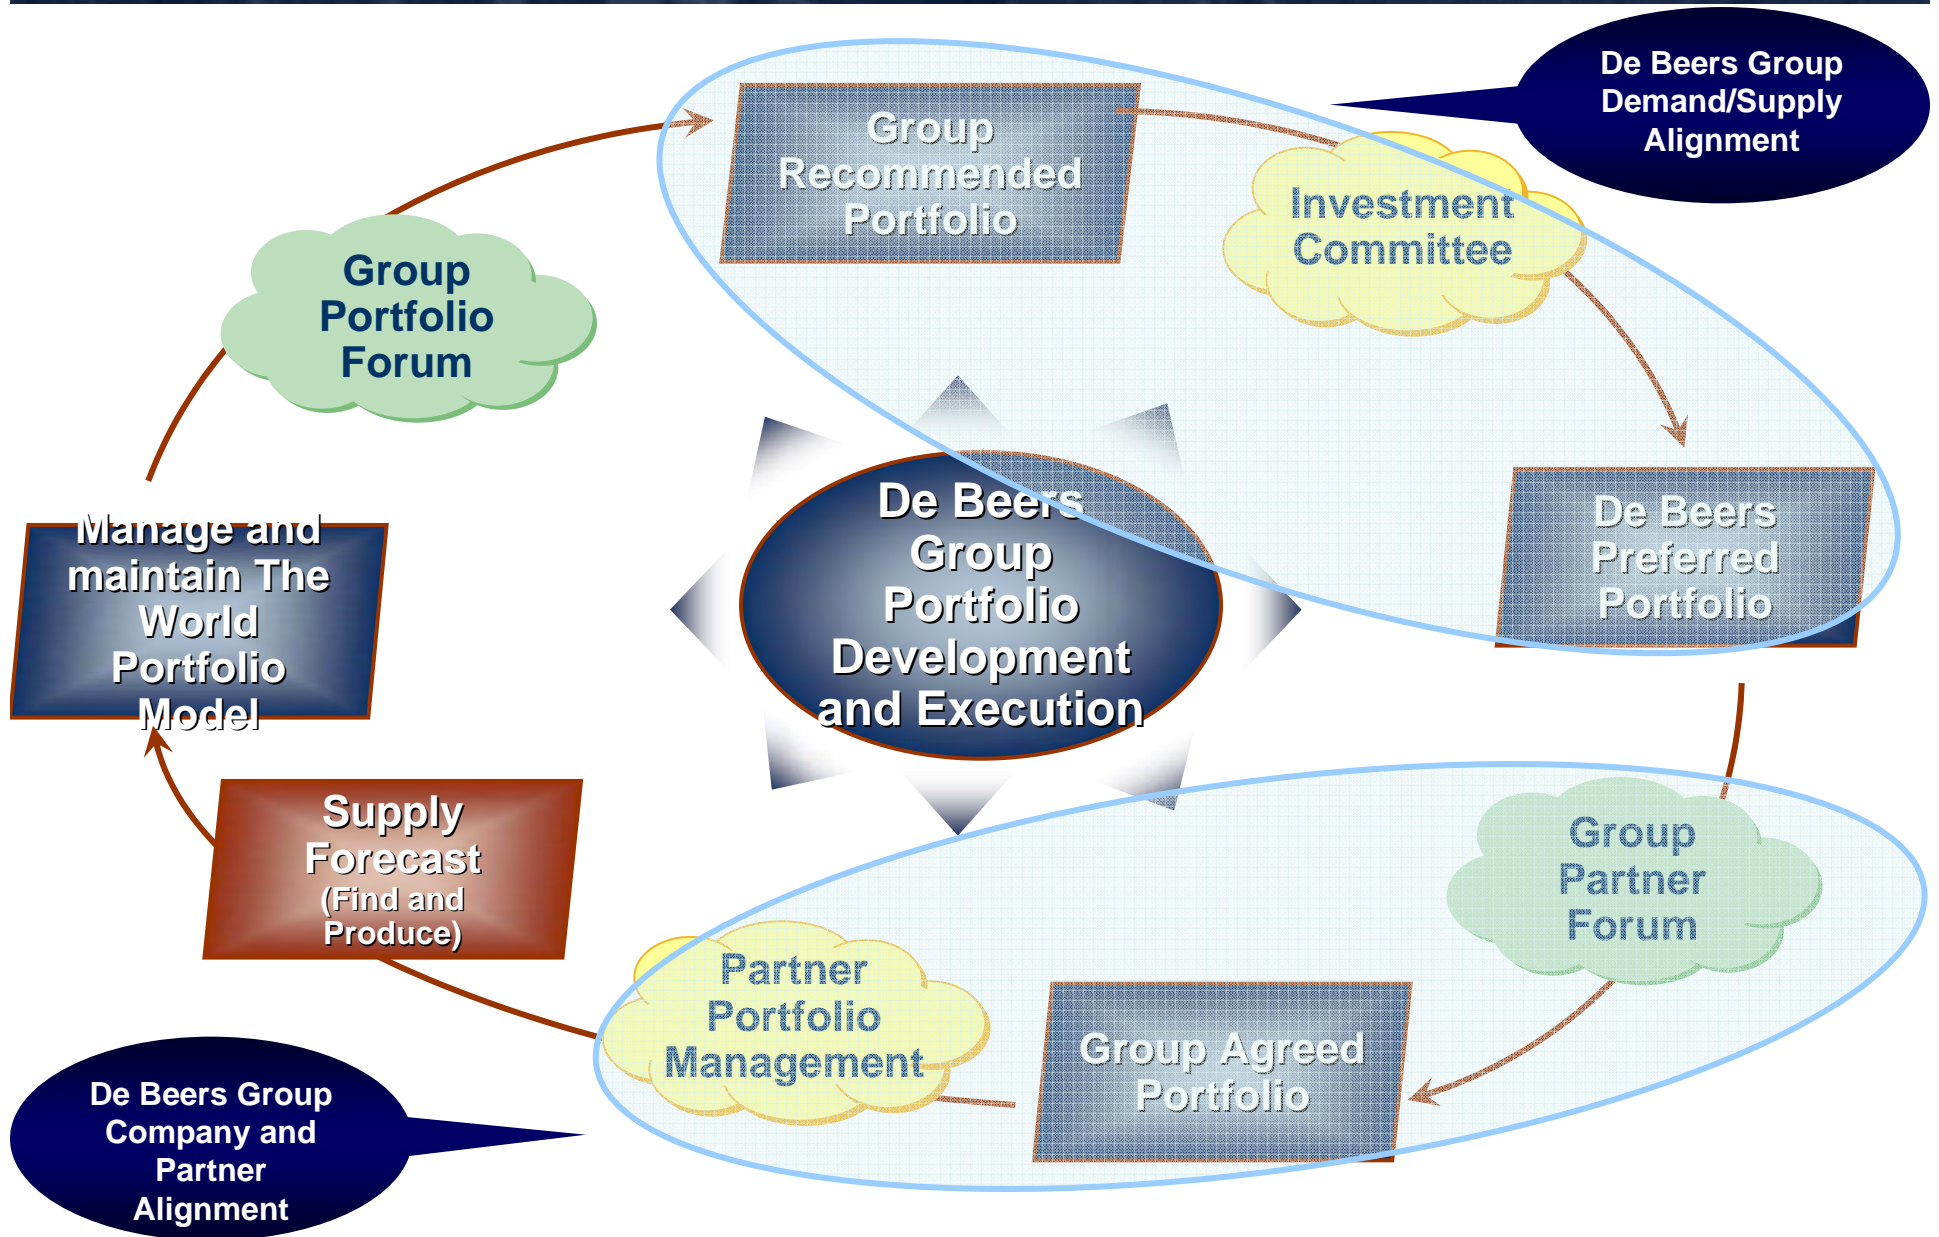 De Beers Group
Demand/Supply
Alignment
Group
Recommended
Portfolio
Investment
Committee
Group
Portfolio
Forum
De Beers
Group
Portfolio
Development
and Execution
De Beers
Preferred
Portfolio
Manage and
maintain The
World
Portfolio
Model
Supply
Forecast
(Find and
Produce)
Group
Partner
Forum
Partner
Portfolio
Management
Group Agreed
Portfolio
De Beers Group
Company and
Partner
Alignment